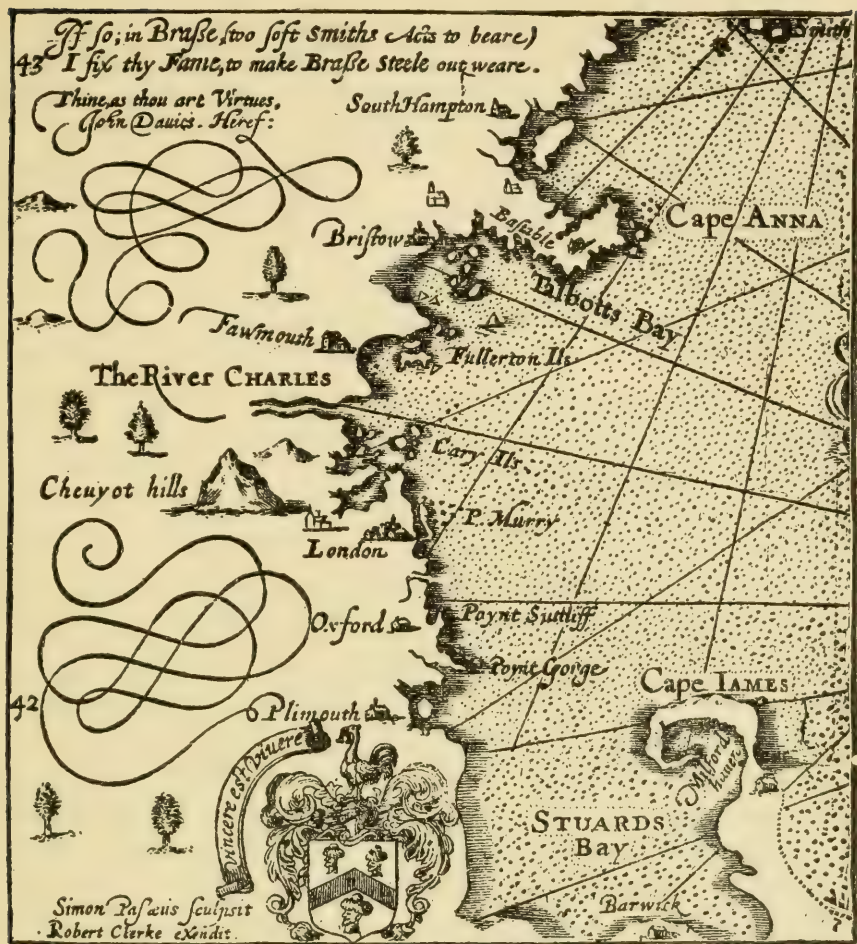 If so; in Brasse, (too soft Smiths Acts to beare)
43 I fix thy Fame, to make Brasse Steele out weare.
Thine, as thou art Virtues,
John Dauies. Heref:
SouthHampton
Smith
Cape ANNA
Bastable
Bristow
Talbotts Bay
Fawmouth
Fullerton Ils
The River CHARLES
Cary Ils.
Cheuyot hills
P. Murry
London
Oxford
Poynt Suttliff
Poynt Gorge
Cape IAMES
42
Plimouth
Milford hauen
Vincere est Viuere
STUARDS
Bay
Barwick
Simon Pasæus sculpsit
Robert Clerke excudit.